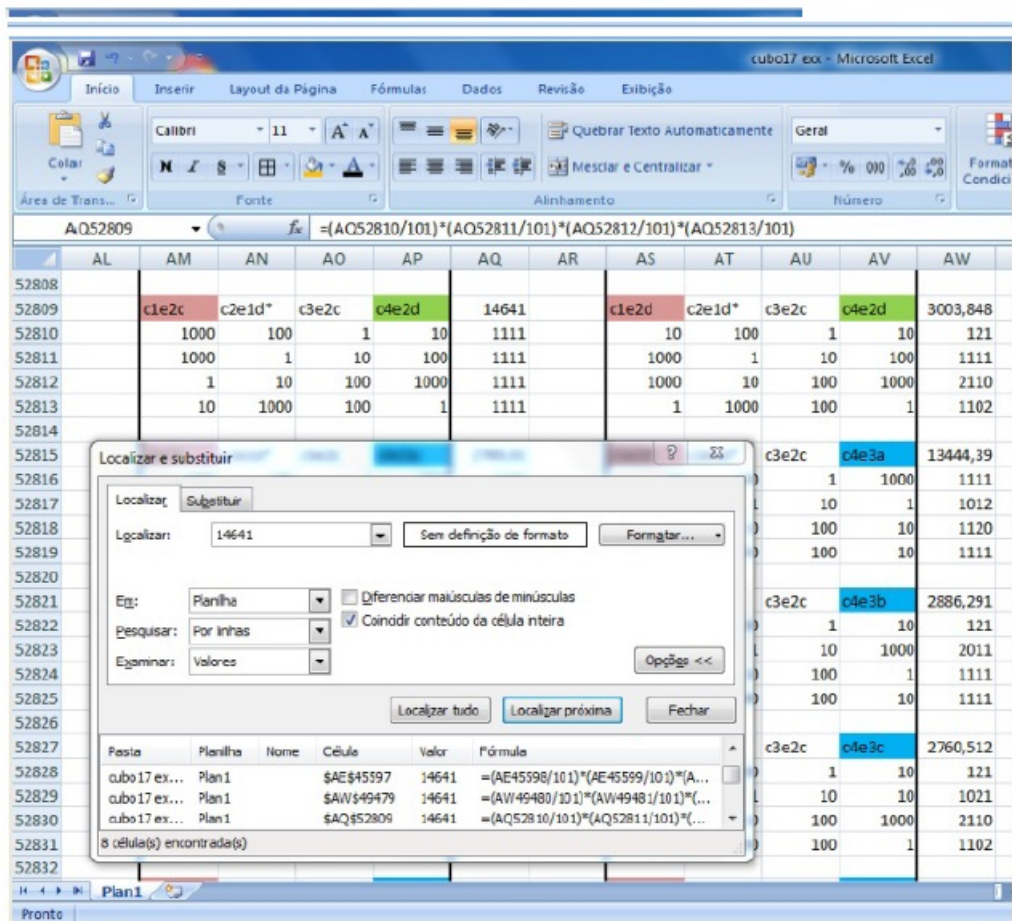 cubo17 exx - Microsoft Excel
Início Inserir Layout da Página Fórmulas Dados Revisão Exibição
Calibri 11 A A Quebrar Texto Automaticamente Geral
Colar N I S A Mesclar e Centralizar % 000 Format
Condici
Área de Trans... Fonte Alinhamento Número
AQ52809 fx =(AQ52810/101)*(AQ52811/101)*(AQ52812/101)*(AQ52813/101)
AL AM AN AO AP AQ AR AS AT AU AV AW
52808
52809 c1e2c c2e1d* c3e2c c4e2d 14641 c1e2d c2e1d* c3e2c c4e2d 3003,848
52810 1000 100 1 10 1111 10 100 1 10 121
52811 1000 1 10 100 1111 1000 1 10 100 1111
52812 1 10 100 1000 1111 1000 10 100 1000 2110
52813 10 1000 100 1 1111 1 1000 100 1 1102
52814
52815 c3e2c c4e3a 13444,39
52816 1 1000 1111
52817 10 1 1012
52818 100 10 1120
52819 100 10 1111
52820
52821 c3e2c c4e3b 2886,291
52822 1 10 121
52823 10 1000 2011
52824 100 1 1111
52825 100 10 1111
52826
52827 c3e2c c4e3c 2760,512
52828 1 10 121
52829 10 10 1021
52830 100 1000 2110
52831 100 1 1102
52832
Localizar e substituir
Localizar Substituir
Localizar: 14641 Sem definição de formato Formatar...
Em: Planilha Diferenciar maiúsculas de minúsculas
Pesquisar: Por linhas Coincidir conteúdo da célula inteira
Examinar: Valores Opções <<
Localizar tudo Localizar próxima Fechar
Pasta Planilha Nome Célula Valor Fórmula
cubo17 ex... Plan1 $AE$45597 14641 =(AE45598/101)*(AE45599/101)*(A...
cubo17 ex... Plan1 $AW$49479 14641 =(AW49480/101)*(AW49481/101)*(...
cubo17 ex... Plan1 $AQ$52809 14641 =(AQ52810/101)*(AQ52811/101)*(...
8 célula(s) encontrada(s)
Plan1
Pronto